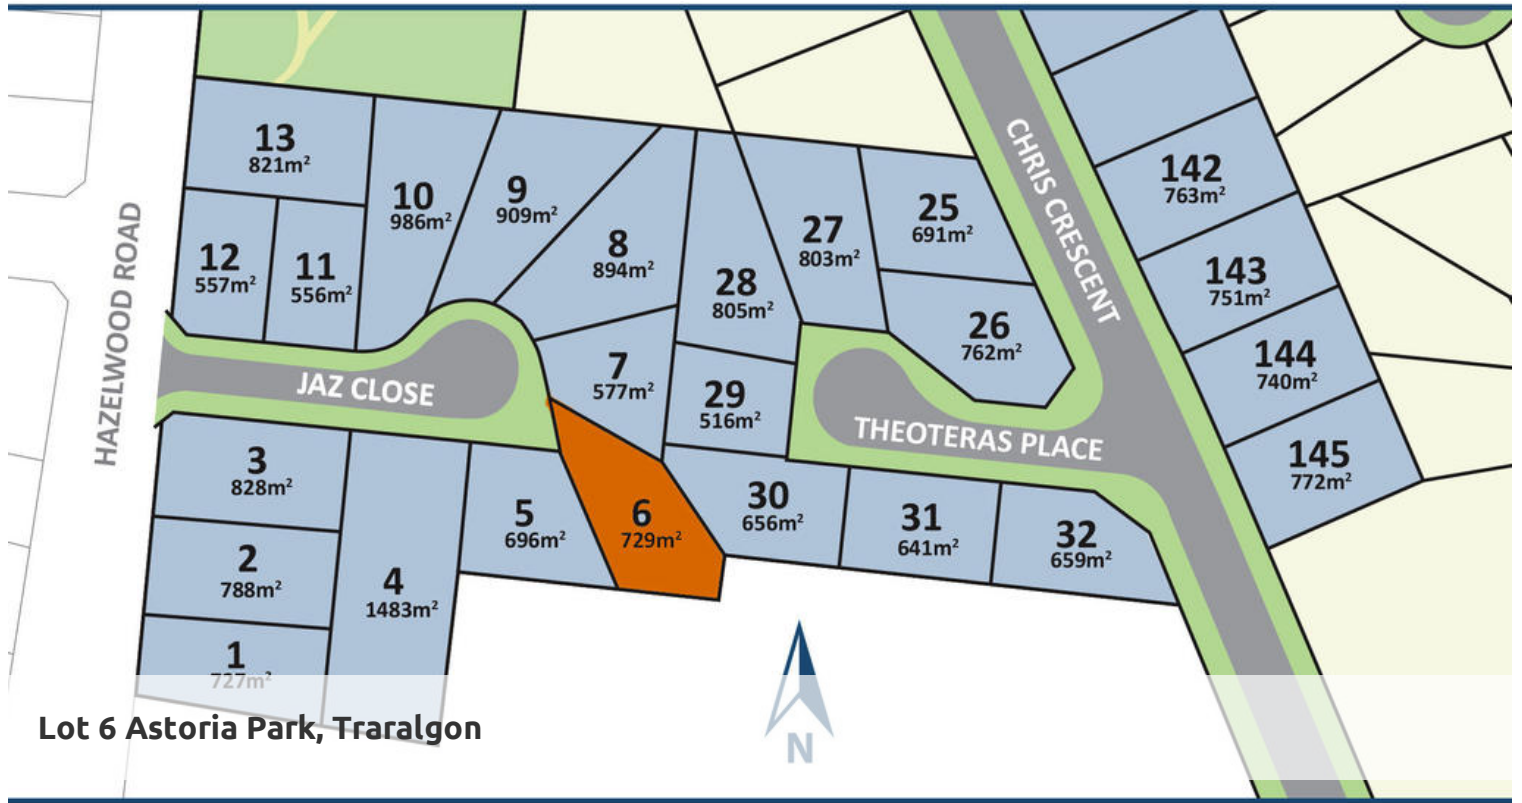 13
821m²
10
986m²
9
909m²
8
894m²
12
557m²
11
556m²
28
805m²
27
803m²
25
691m²
26
762m²
142
763m²
143
751m²
144
740m²
145
772m²
CHRIS CRESCENT
HAZELWOOD ROAD
JAZ CLOSE
7
577m²
29
516m²
THEOTERAS PLACE
3
828m²
2
788m²
1
727m²
4
1483m²
5
696m²
6
729m²
30
656m²
31
641m²
32
659m²
Lot 6 Astoria Park, Traralgon
N